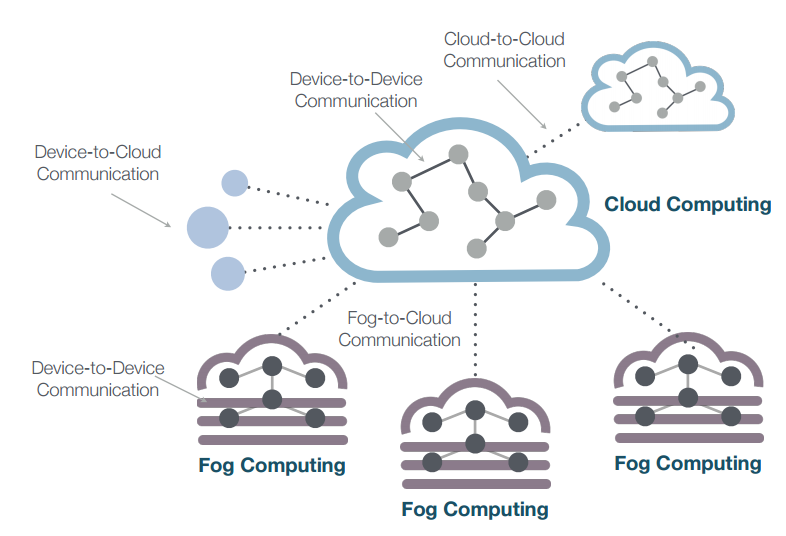 Cloud-to-Cloud
Communication
Device-to-Device
Communication
Device-to-Cloud
Communication
Cloud Computing
Fog-to-Cloud
Communication
Device-to-Device
Communication
Fog Computing
Fog Computing
Fog Computing